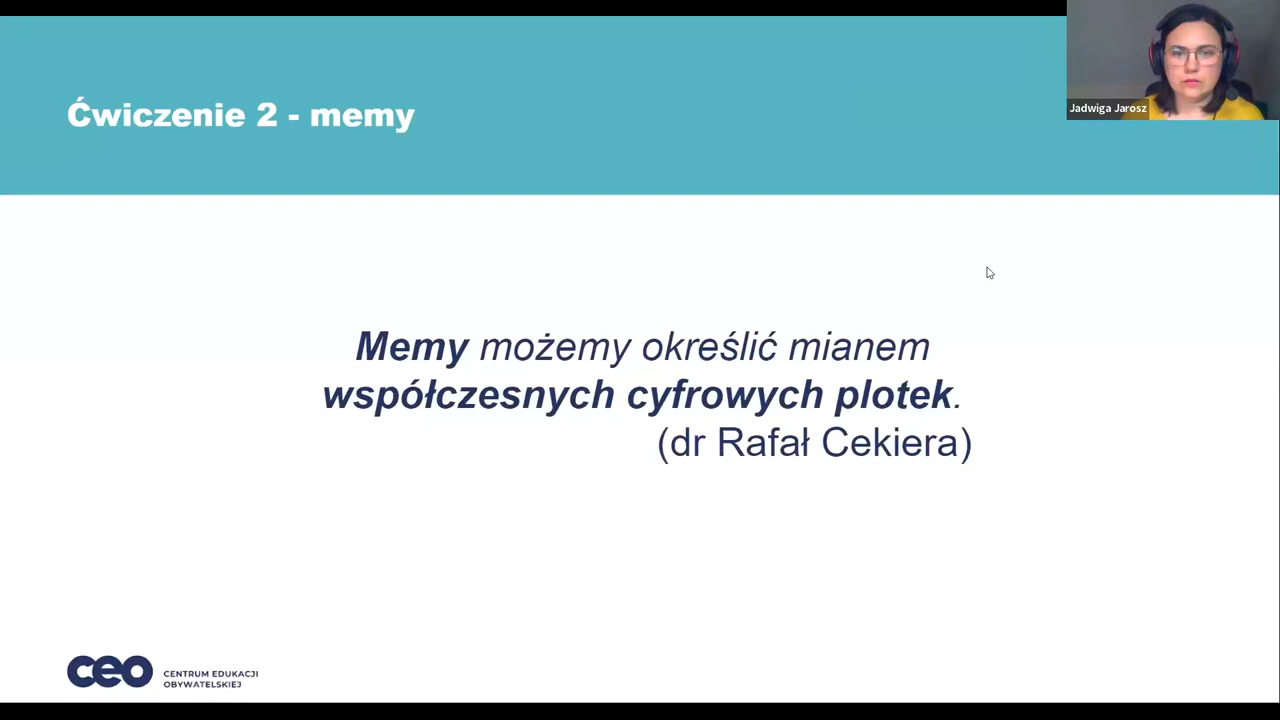 Ćwiczenie 2 - memy
Jadwiga Jarosz
Memy możemy określić mianem
współczesnych cyfrowych plotek.
(dr Rafał Cekiera)
ceo
CENTRUM EDUKACJI
OBYWATELSKIEJ